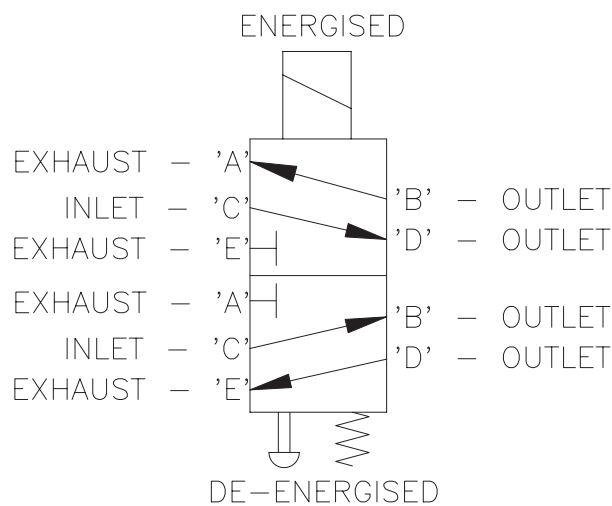 ENERGISED
EXHAUST – 'A'
'B' – OUTLET
INLET – 'C'
'D' – OUTLET
EXHAUST – 'E'
EXHAUST – 'A'
'B' – OUTLET
INLET – 'C'
'D' – OUTLET
EXHAUST – 'E'
DE–ENERGISED